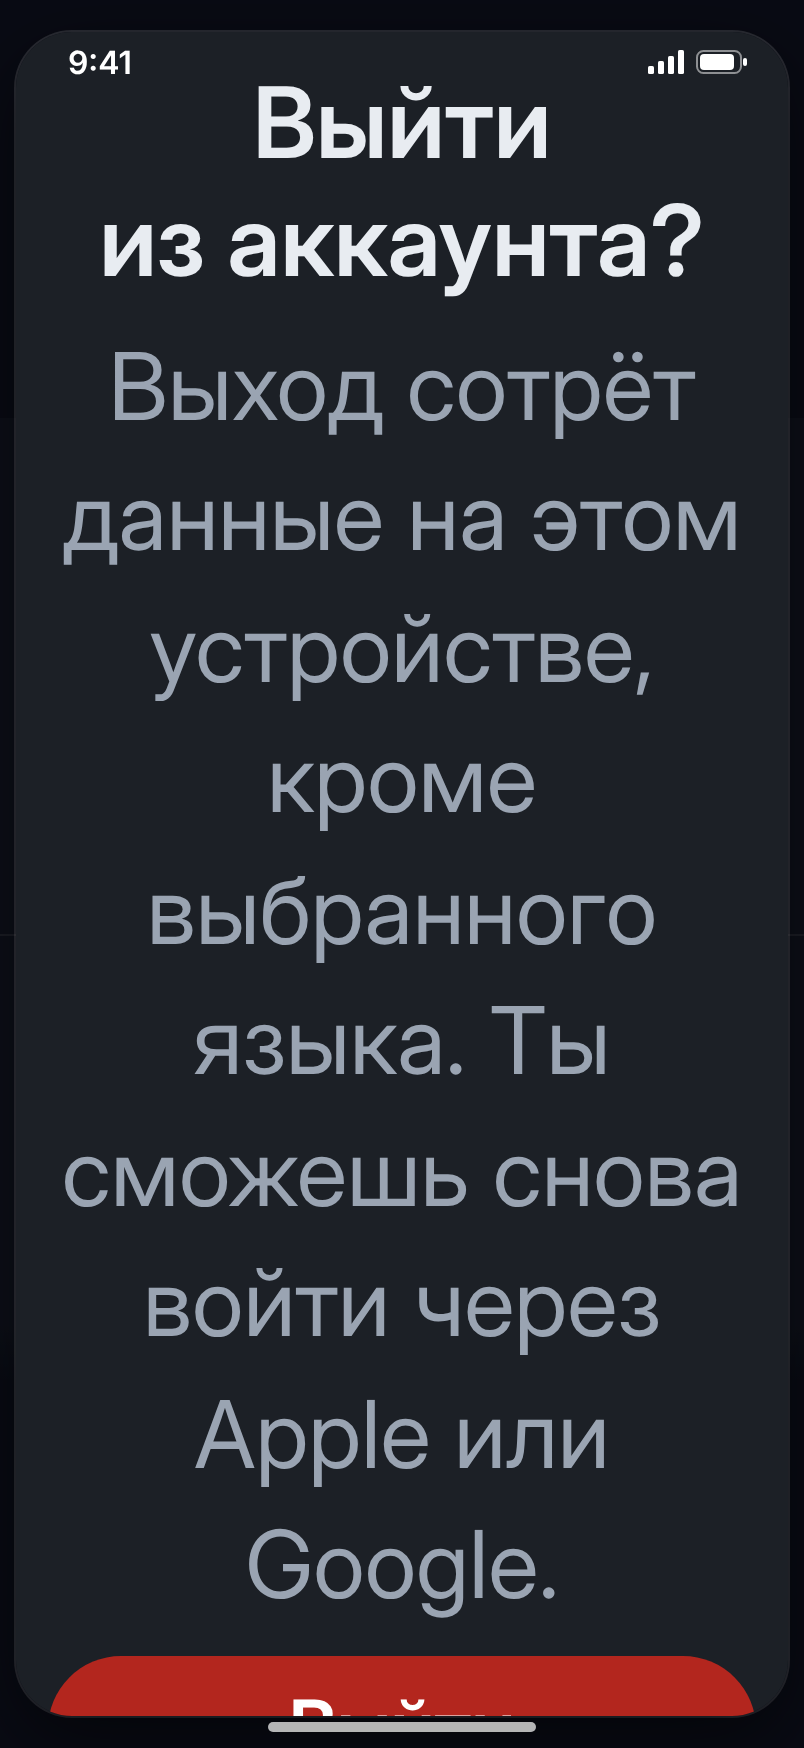 9:41
Выйти
из аккаунта?
Выход сотрёт
данные на этом
устройстве,
кроме
выбранного
языка. Ты
сможешь снова
войти через
Apple или
Google.
Выйти